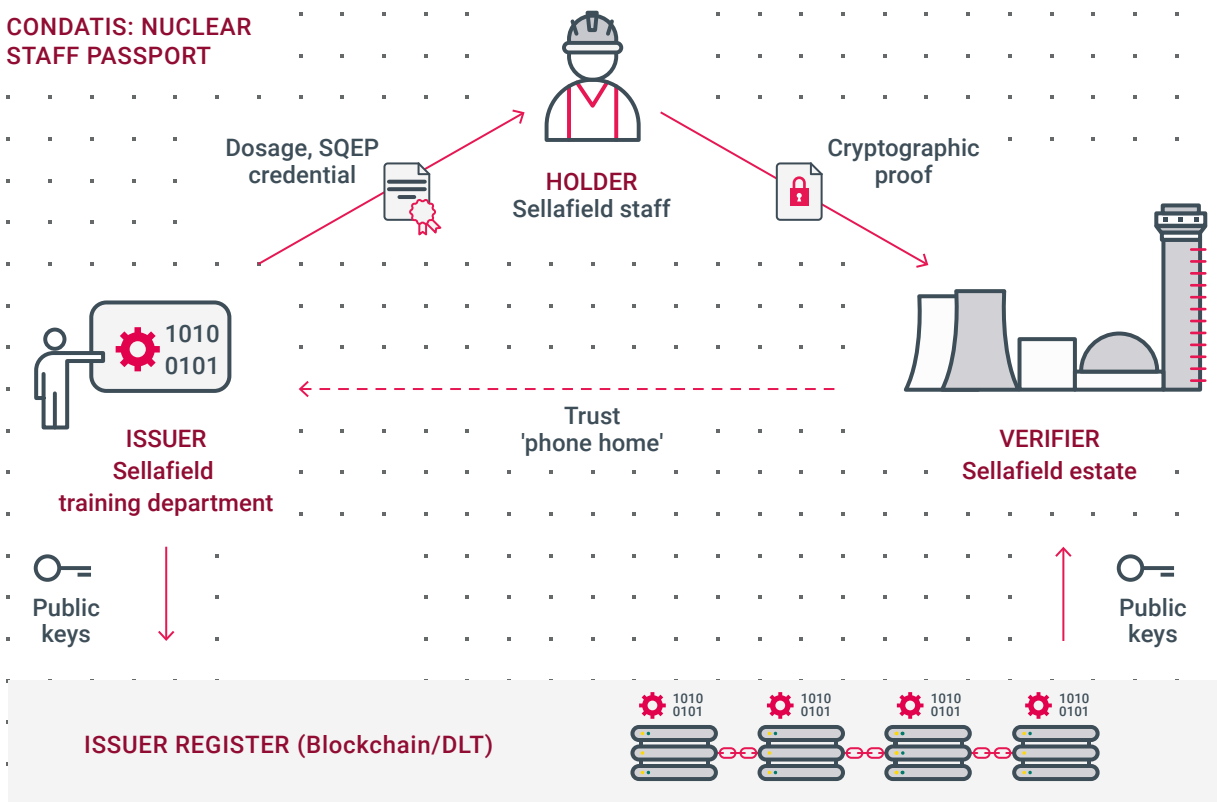 CONDATIS: NUCLEAR
STAFF PASSPORT
Dosage, SQEP
credential
HOLDER
Sellafield staff
Cryptographic
proof
1010
0101
ISSUER
Sellafield
training department
Trust
'phone home'
VERIFIER
Sellafield estate
Public
keys
Public
keys
ISSUER REGISTER (Blockchain/DLT)
1010
0101
1010
0101
1010
0101
1010
0101